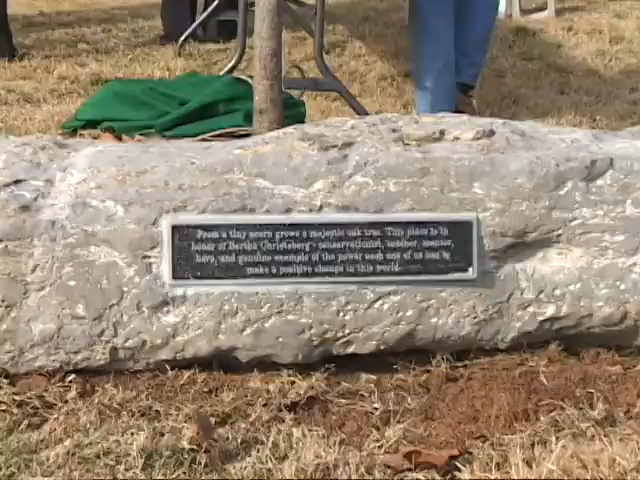 From a tiny acorn grows a majestic oak tree. This place is in
honor of Bertha Christeberg - conservationist, teacher, mentor,
hero, and genuine example of the power each one of us has to
make a positive change in this world.